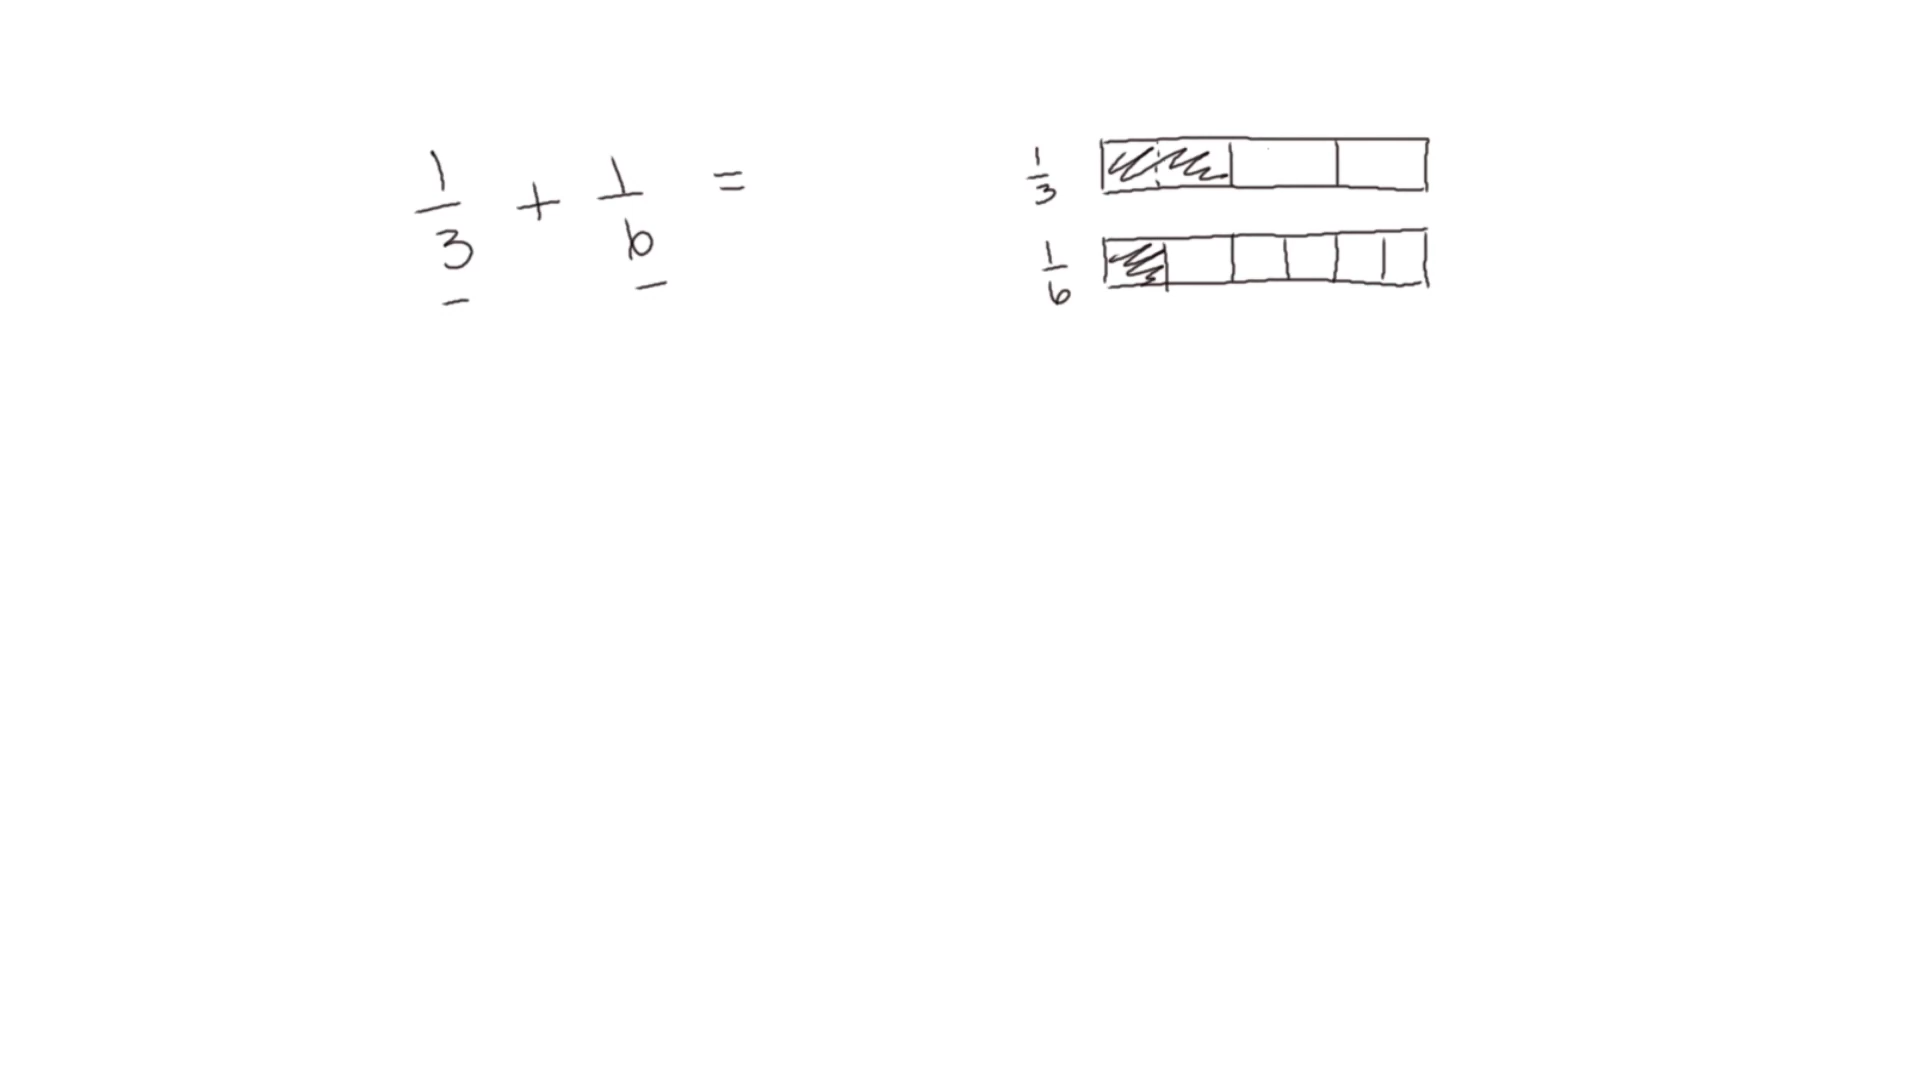 1/3 + 1/6 =
1/3
1/6